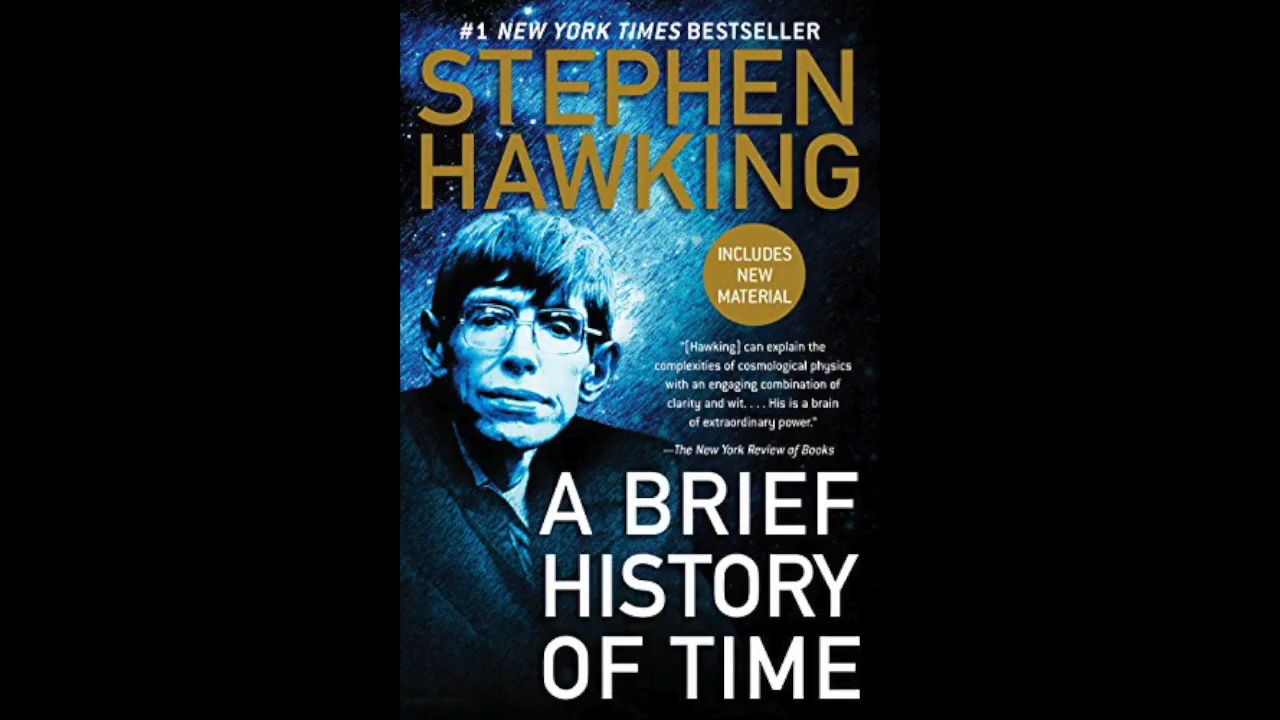 #1 NEW YORK TIMES BESTSELLER
STEPHEN
HAWKING
INCLUDES
NEW
MATERIAL
"[Hawking] can explain the
complexities of cosmological physics
with an engaging combination of
clarity and wit. . . . His is a brain
of extraordinary power."
—The New York Review of Books
A BRIEF
HISTORY
OF TIME